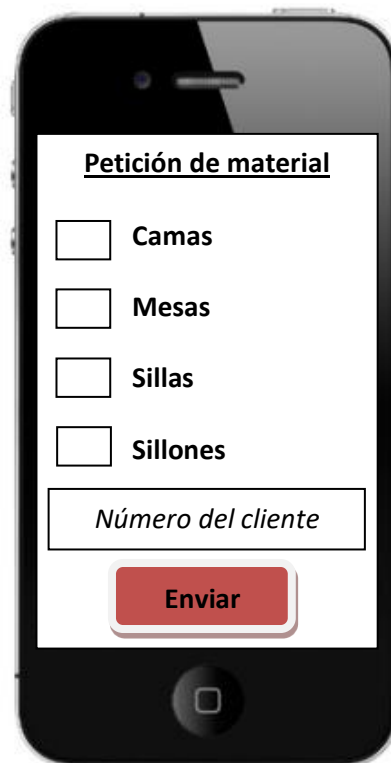 Petición de material
Camas
Mesas
Sillas
Sillones
Número del cliente
Enviar